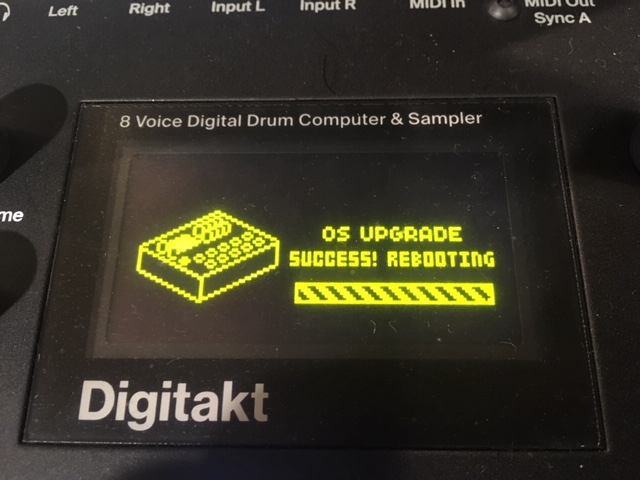 Left Right Input L Input R MIDI In MIDI Out
Sync A
8 Voice Digital Drum Computer & Sampler
me
OS UPGRADE
SUCCESS! REBOOTING
Digitakt